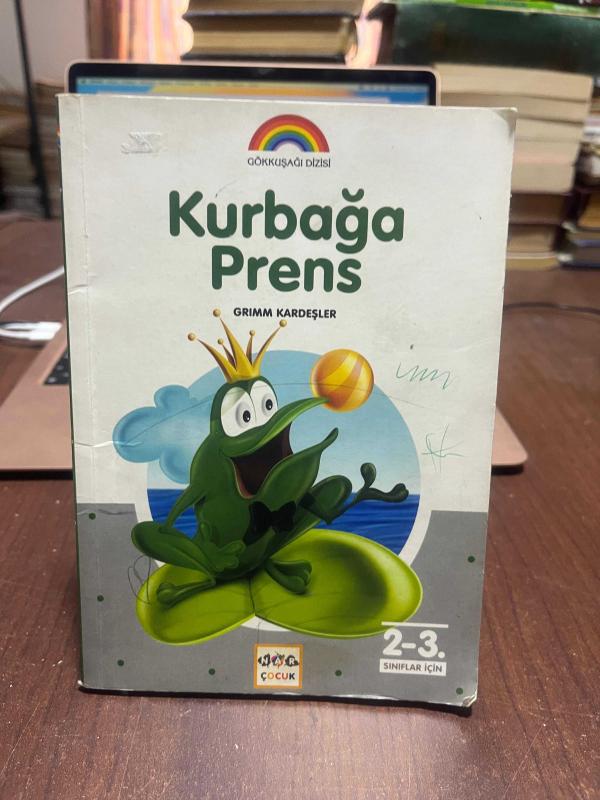 GÖKKUŞAĞI DİZİSİ
Kurbağa
Prens
GRIMM KARDEŞLER
2-3.
SINIFLAR İÇİN
NAR
ÇOCUK